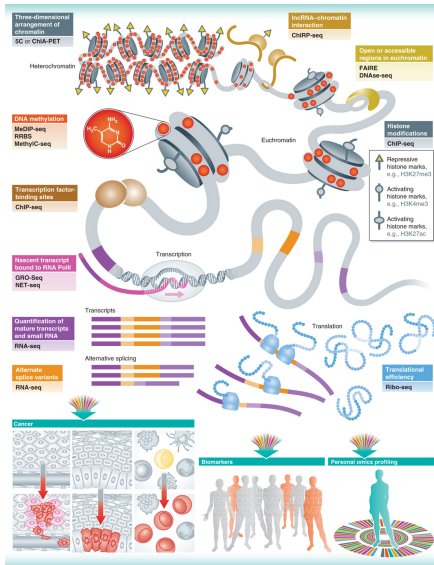 Three-dimensional
arrangement of
chromatin
5C or ChIA-PET
Heterochromatin
lncRNA–chromatin
interaction
ChIRP-seq
Open or accessible
regions in euchromatin
FAIRE
DNAse-seq
DNA methylation
MeDIP-seq
RRBS
MethylC-seq
NH₂
H₃C
N
N
H
O
Euchromatin
Histone
modifications
ChIP-seq
Repressive
histone marks,
e.g., H3K27me3
Activating
histone marks,
e.g., H3K4me3
Activating
histone marks,
e.g., H3K27ac
Transcription factor-
binding sites
ChIP-seq
Transcription
Nascent transcript
bound to RNA PolII
GRO-Seq
NET-seq
Quantification of
mature transcripts
and small RNA
RNA-seq
Transcripts
Translation
Alternate
splice variants
RNA-seq
Alternative splicing
Translational
efficiency
Ribo-seq
Cancer
Biomarkers
Personal omics profiling